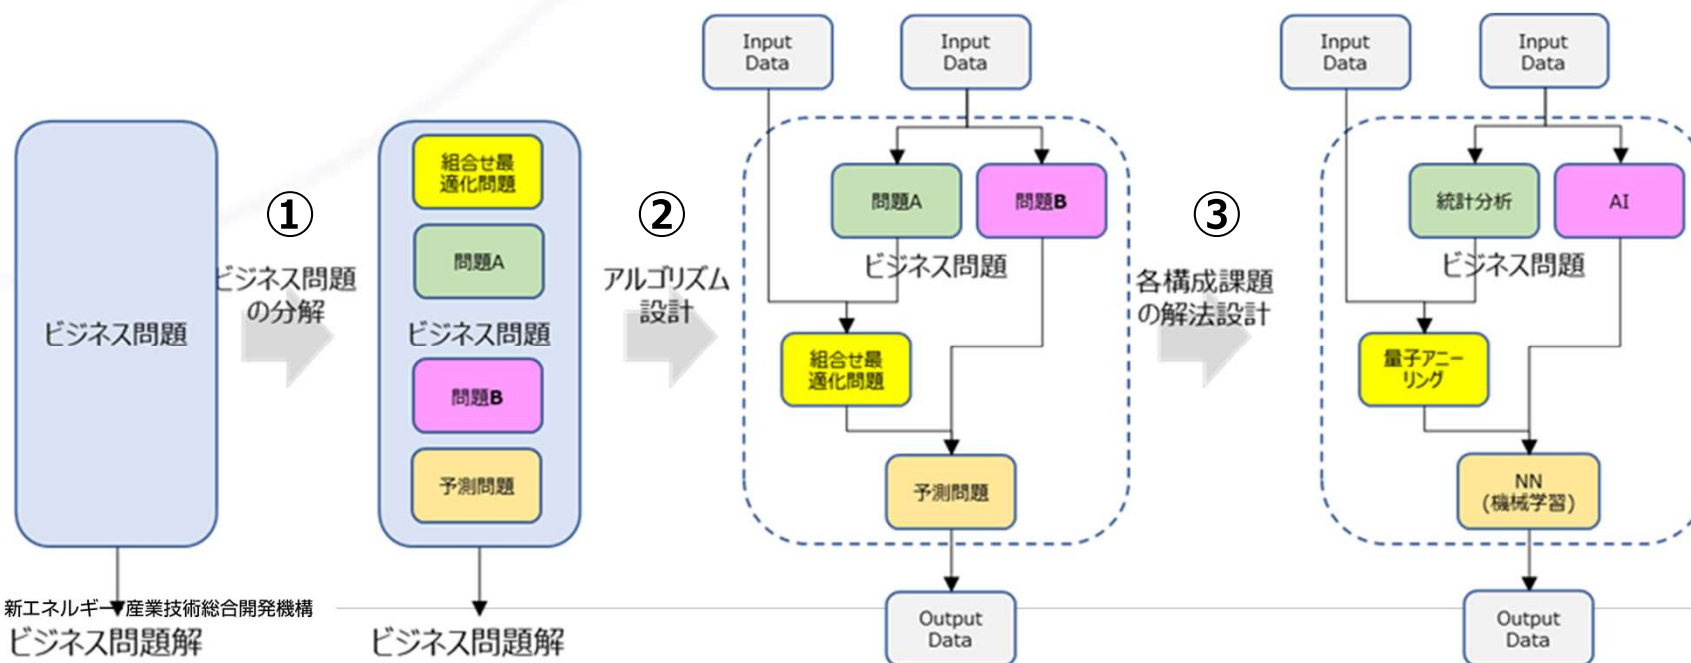 ビジネス問題
新エネルギー産業技術総合開発機構
ビジネス問題解
①
ビジネス問題
の分解
組合せ最
適化問題
問題A
ビジネス問題
問題B
予測問題
ビジネス問題解
②
アルゴリズム
設計
Input
Data
Input
Data
問題A
問題B
ビジネス問題
組合せ最
適化問題
予測問題
Output
Data
③
各構成課題
の解法設計
Input
Data
Input
Data
統計分析
AI
ビジネス問題
量子アニー
リング
NN
(機械学習)
Output
Data